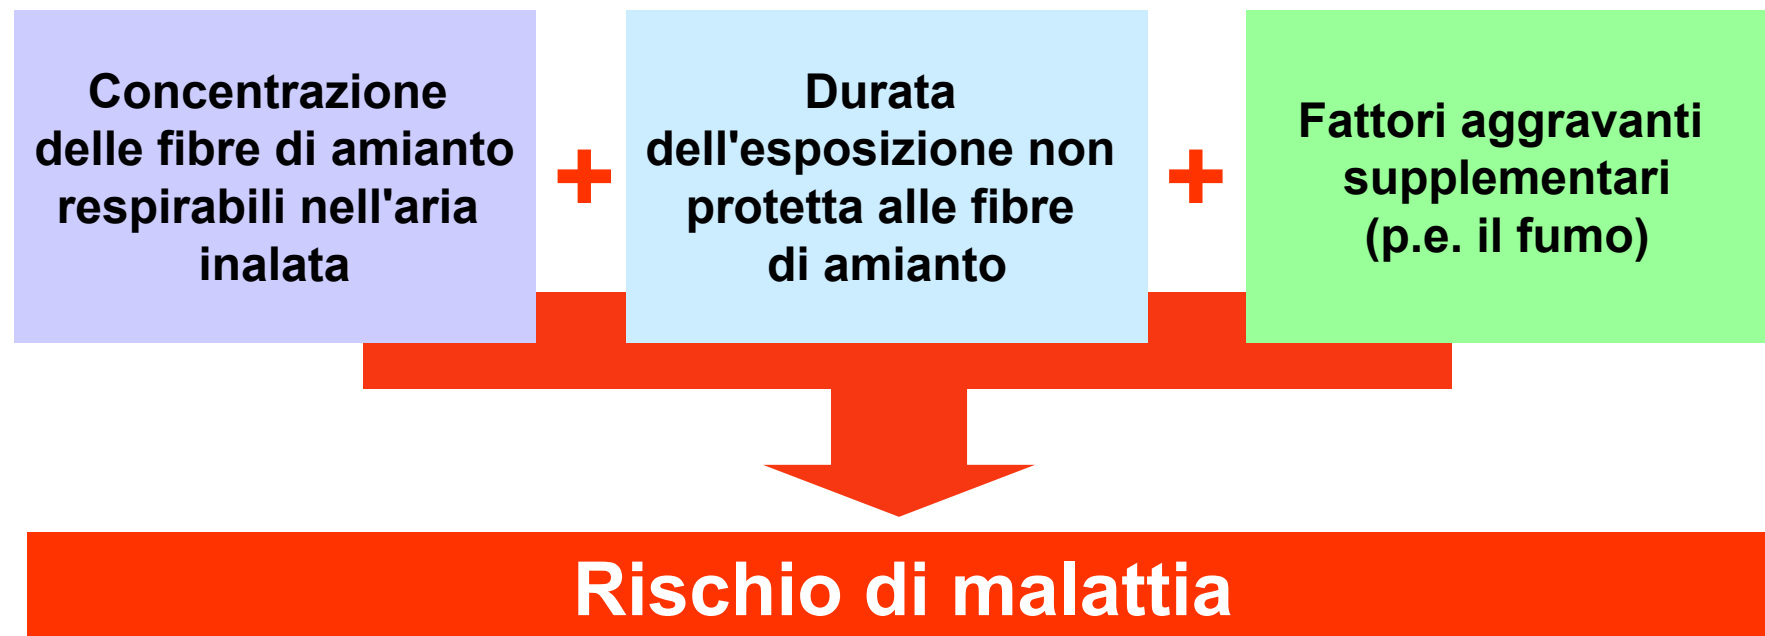 Concentrazione
delle fibre di amianto
respirabili nell'aria
inalata
+
Durata
dell'esposizione non
protetta alle fibre
di amianto
+
Fattori aggravanti
supplementari
(p.e. il fumo)
Rischio di malattia